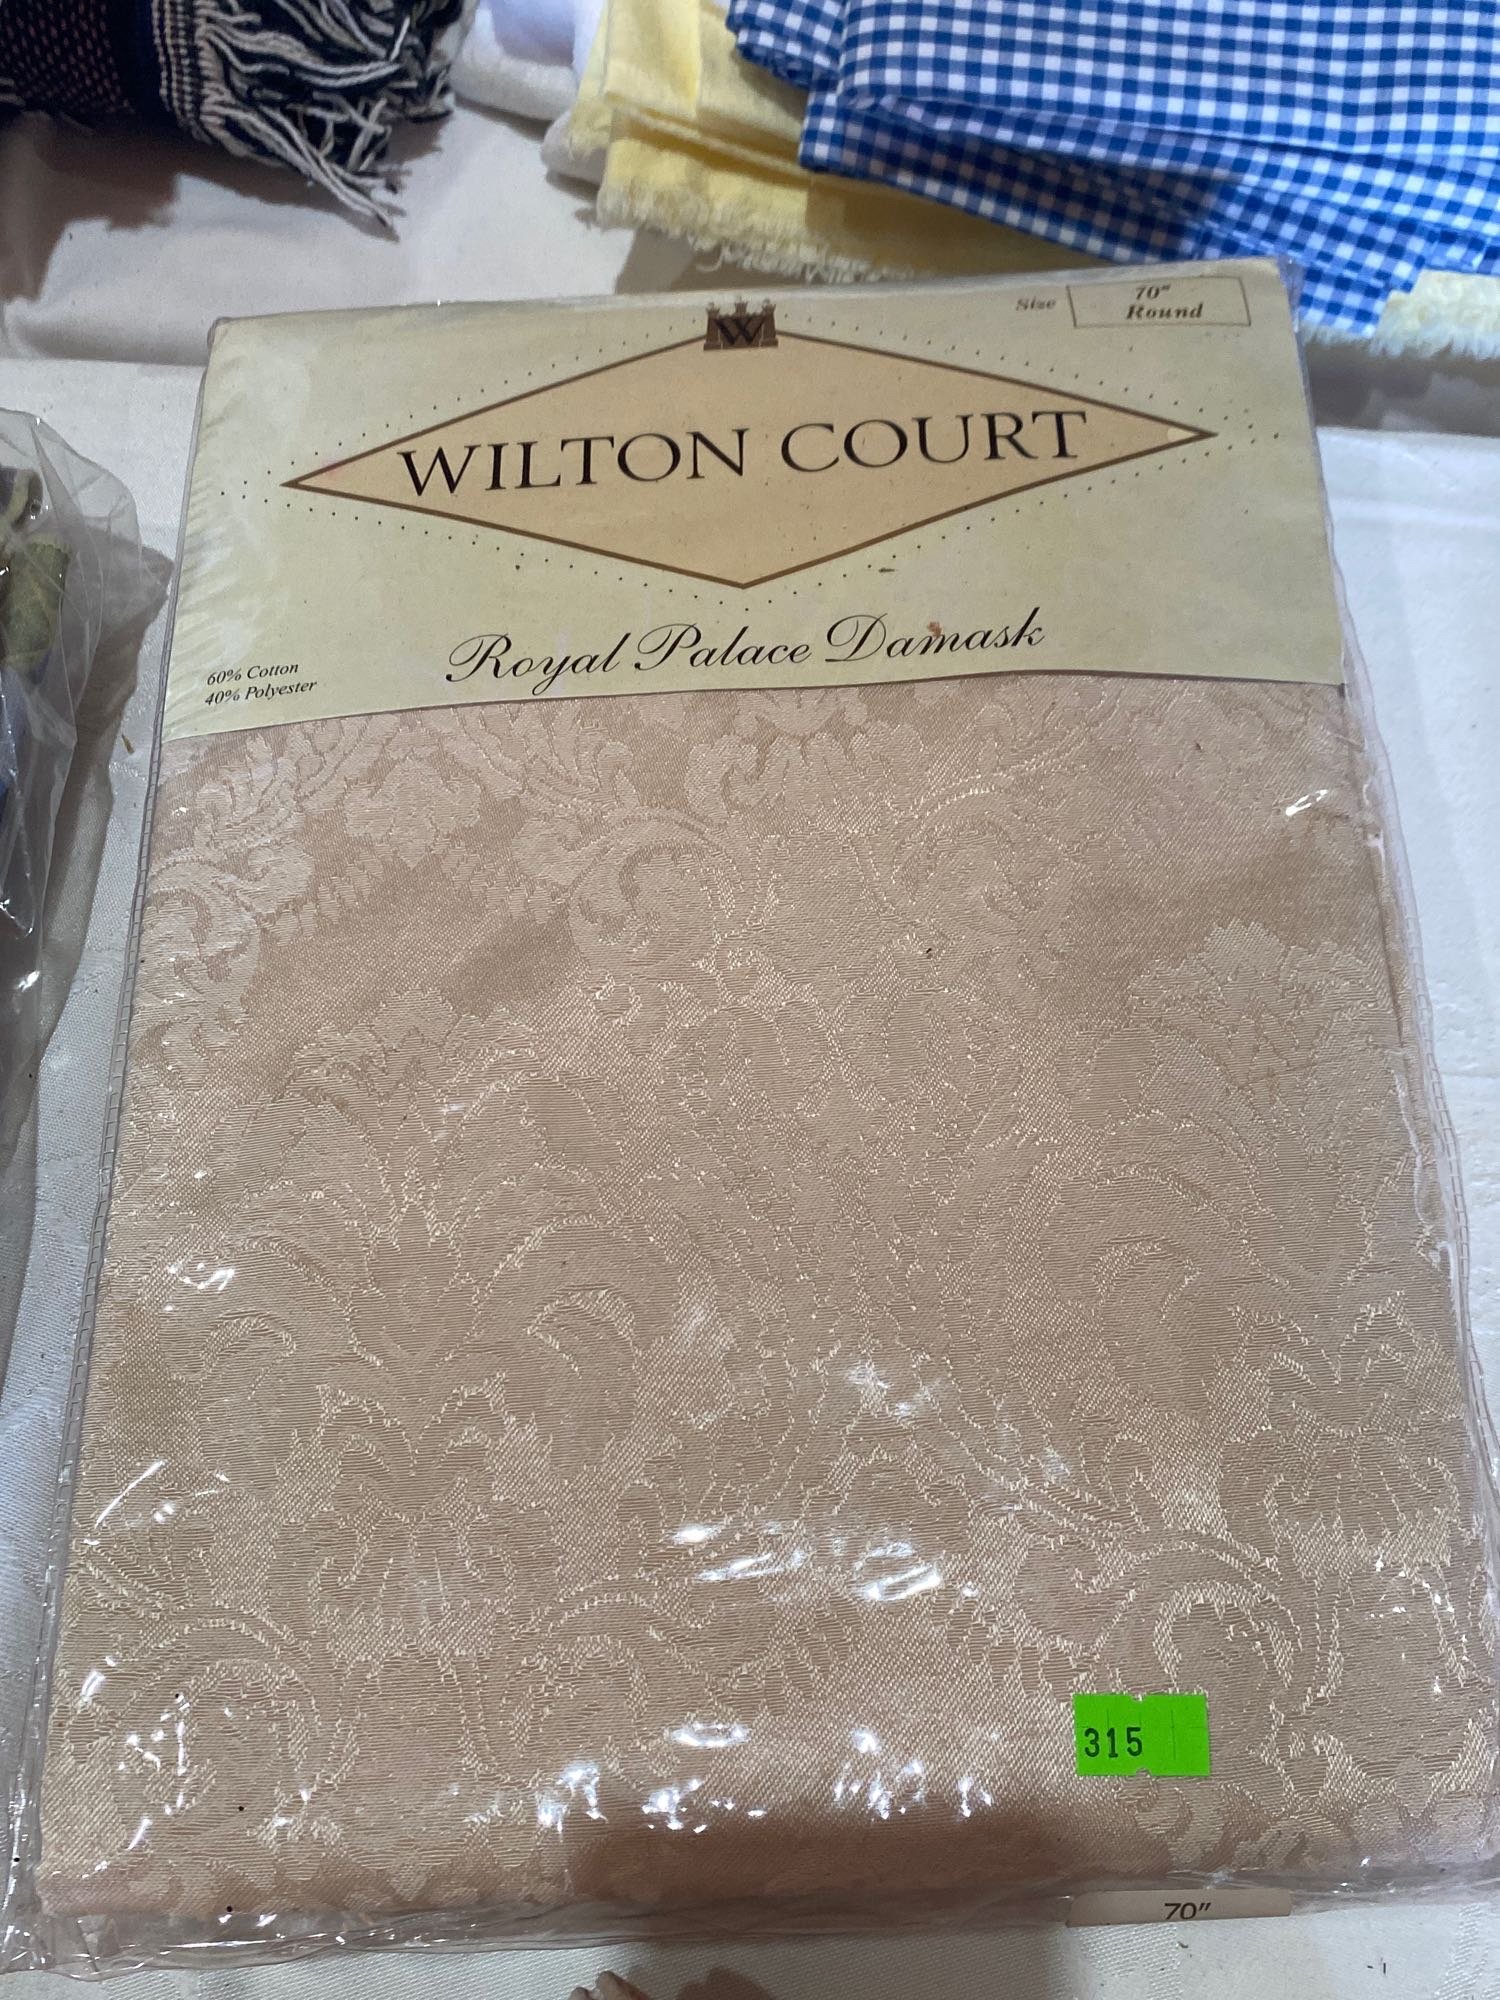 Size
70"
Round
W
WILTON COURT
Royal Palace Damask
60% Cotton
40% Polyester
315
70"